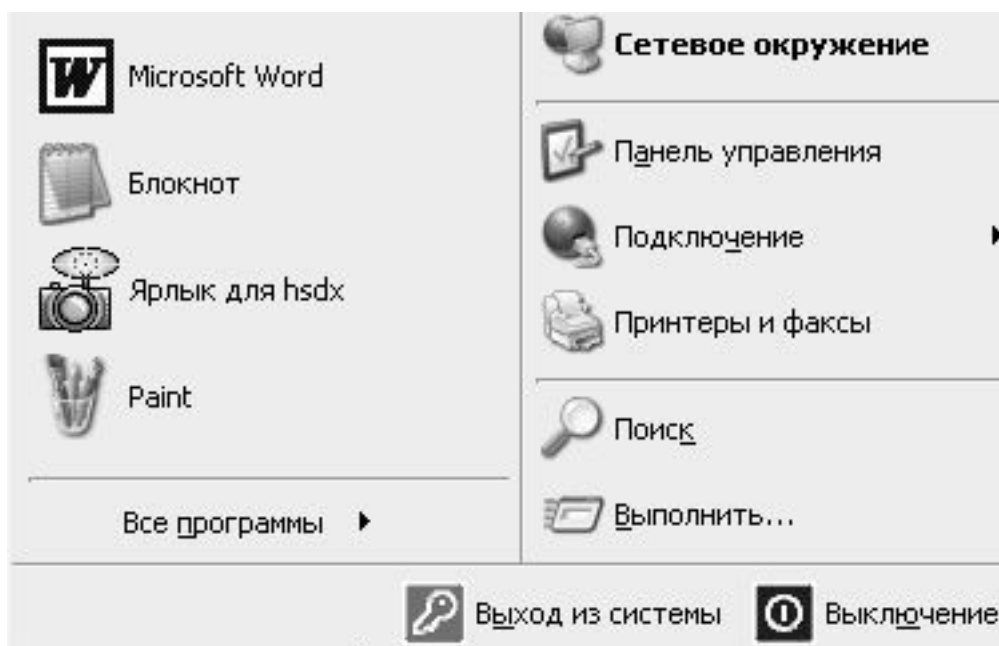 Microsoft Word
Блокнот
Ярлык для hsdx
Paint
Все программы
Сетевое окружение
Панель управления
Подключение
Принтеры и факсы
Поиск
Выполнить...
Выход из системы
Выключение